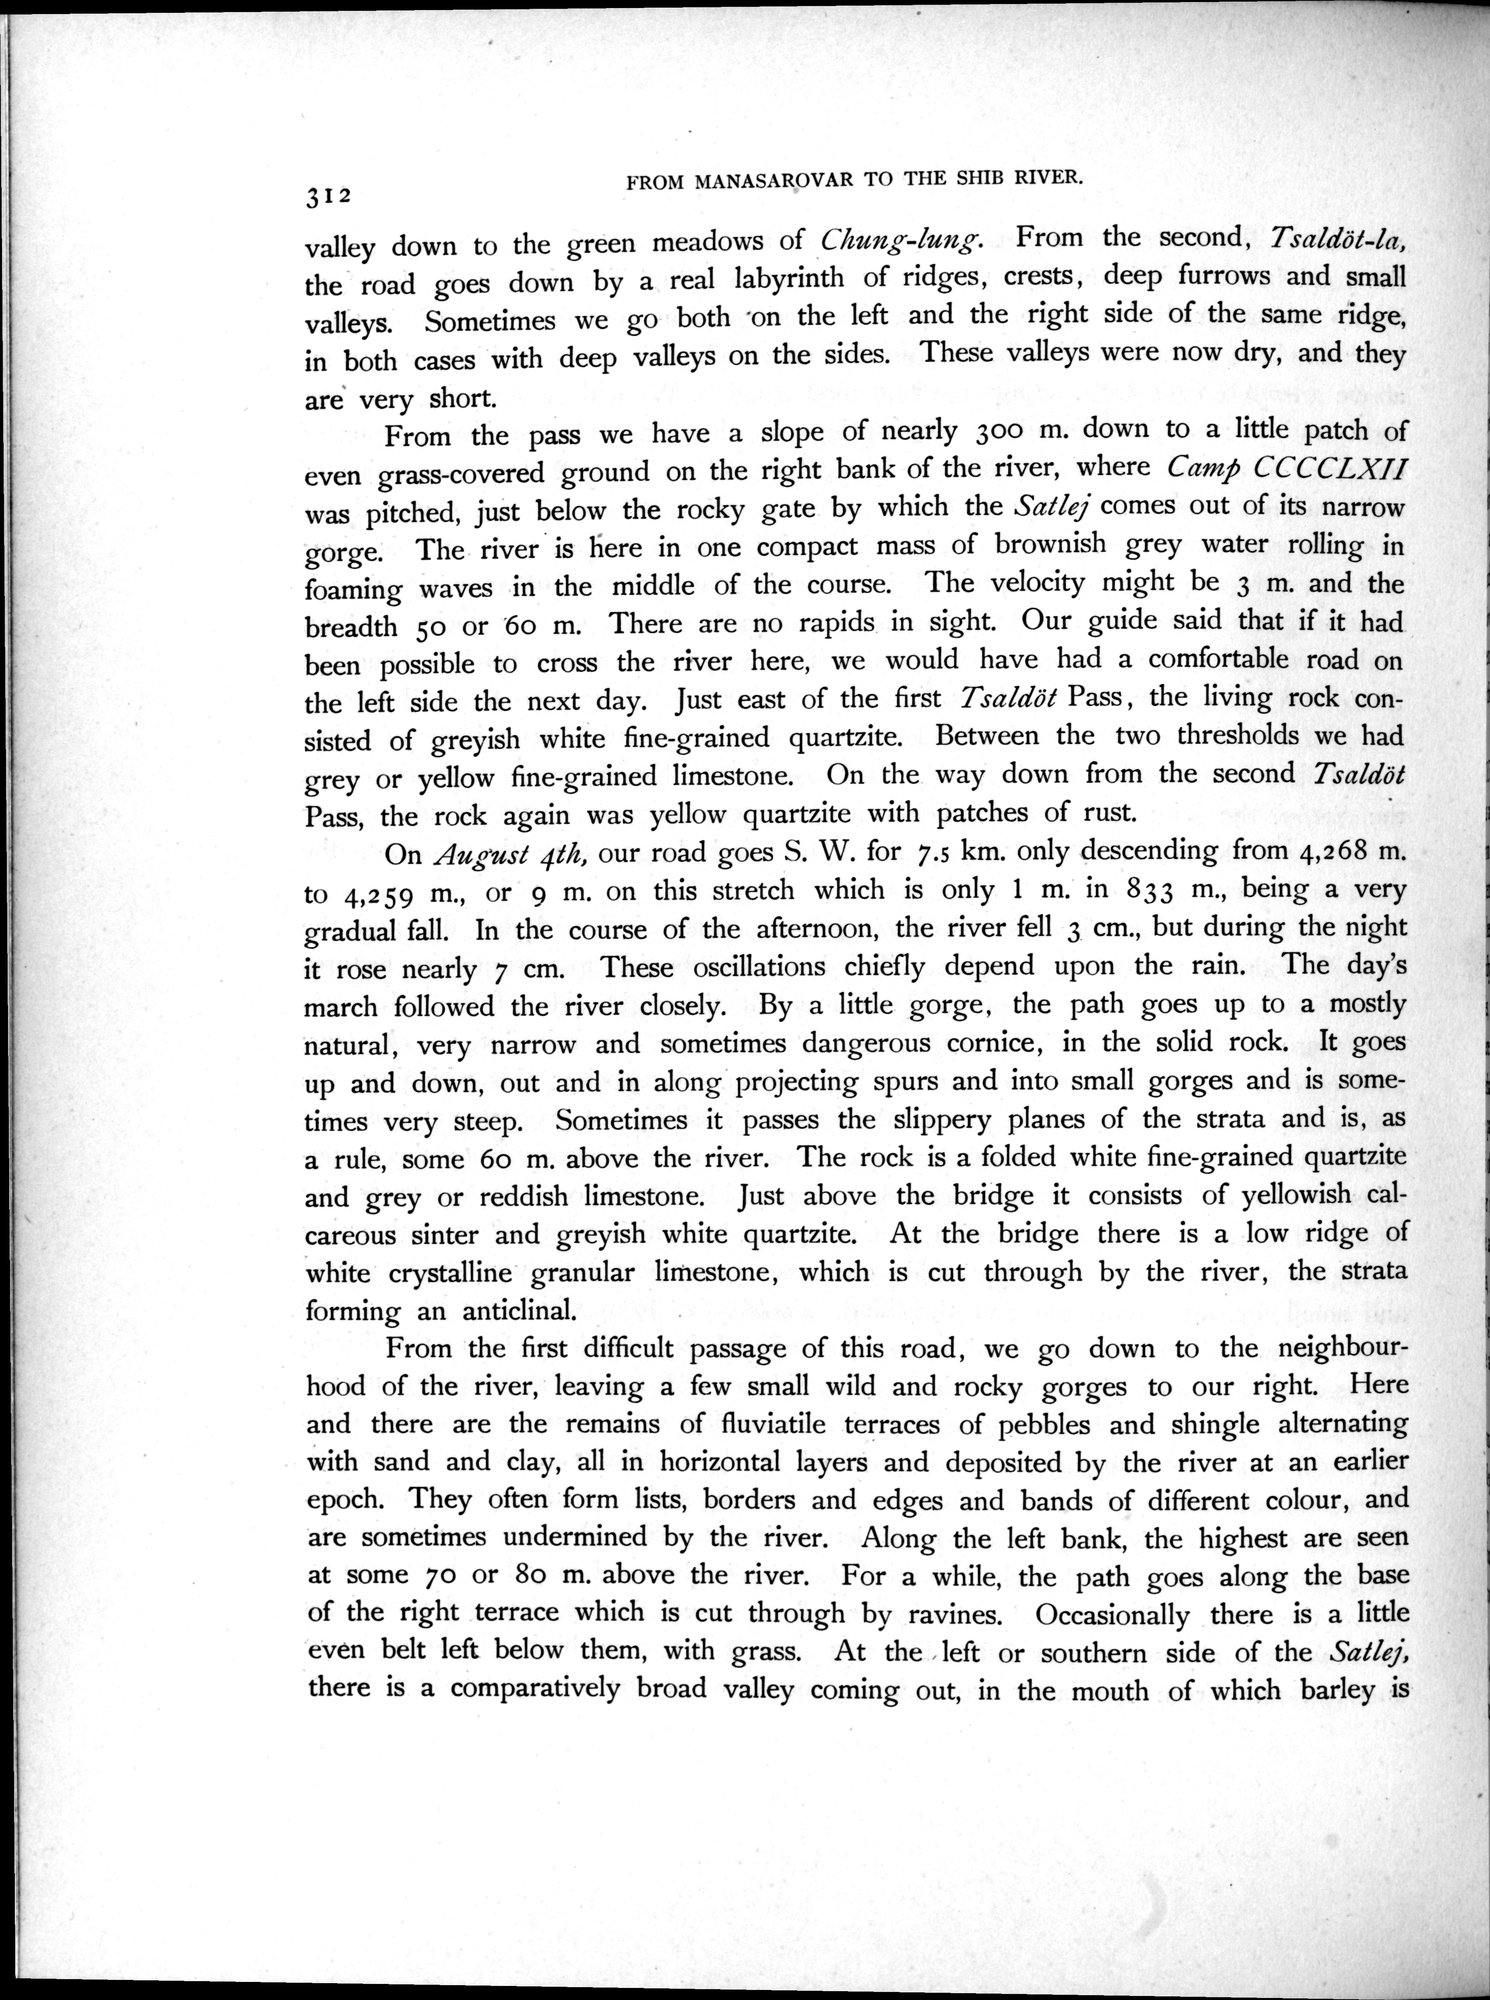 312
FROM MANASAROVAR TO THE SHIB RIVER.
valley down to the green meadows of Chung-lung. From the second, Tsaldöt-la,
the road goes down by a real labyrinth of ridges, crests, deep furrows and small
valleys. Sometimes we go both on the left and the right side of the same ridge,
in both cases with deep valleys on the sides. These valleys were now dry, and they
are very short.
From the pass we have a slope of nearly 300 m. down to a little patch of
even grass-covered ground on the right bank of the river, where Camp CCCCLXII
was pitched, just below the rocky gate by which the Satlej comes out of its narrow
gorge. The river is here in one compact mass of brownish grey water rolling in
foaming waves in the middle of the course. The velocity might be 3 m. and the
breadth 50 or 60 m. There are no rapids in sight. Our guide said that if it had
been possible to cross the river here, we would have had a comfortable road on
the left side the next day. Just east of the first Tsaldöt Pass, the living rock con-
sisted of greyish white fine-grained quartzite. Between the two thresholds we had
grey or yellow fine-grained limestone. On the way down from the second Tsaldöt
Pass, the rock again was yellow quartzite with patches of rust.
On August 4th, our road goes S. W. for 7.5 km. only descending from 4,268 m.
to 4,259 m., or 9 m. on this stretch which is only 1 m. in 833 m., being a very
gradual fall. In the course of the afternoon, the river fell 3 cm., but during the night
it rose nearly 7 cm. These oscillations chiefly depend upon the rain. The day's
march followed the river closely. By a little gorge, the path goes up to a mostly
natural, very narrow and sometimes dangerous cornice, in the solid rock. It goes
up and down, out and in along projecting spurs and into small gorges and is some-
times very steep. Sometimes it passes the slippery planes of the strata and is, as
a rule, some 60 m. above the river. The rock is a folded white fine-grained quartzite
and grey or reddish limestone. Just above the bridge it consists of yellowish cal-
careous sinter and greyish white quartzite. At the bridge there is a low ridge of
white crystalline granular limestone, which is cut through by the river, the strata
forming an anticlinal.
From the first difficult passage of this road, we go down to the neighbour-
hood of the river, leaving a few small wild and rocky gorges to our right. Here
and there are the remains of fluviatile terraces of pebbles and shingle alternating
with sand and clay, all in horizontal layers and deposited by the river at an earlier
epoch. They often form lists, borders and edges and bands of different colour, and
are sometimes undermined by the river. Along the left bank, the highest are seen
at some 70 or 80 m. above the river. For a while, the path goes along the base
of the right terrace which is cut through by ravines. Occasionally there is a little
even belt left below them, with grass. At the left or southern side of the Satlej,
there is a comparatively broad valley coming out, in the mouth of which barley is